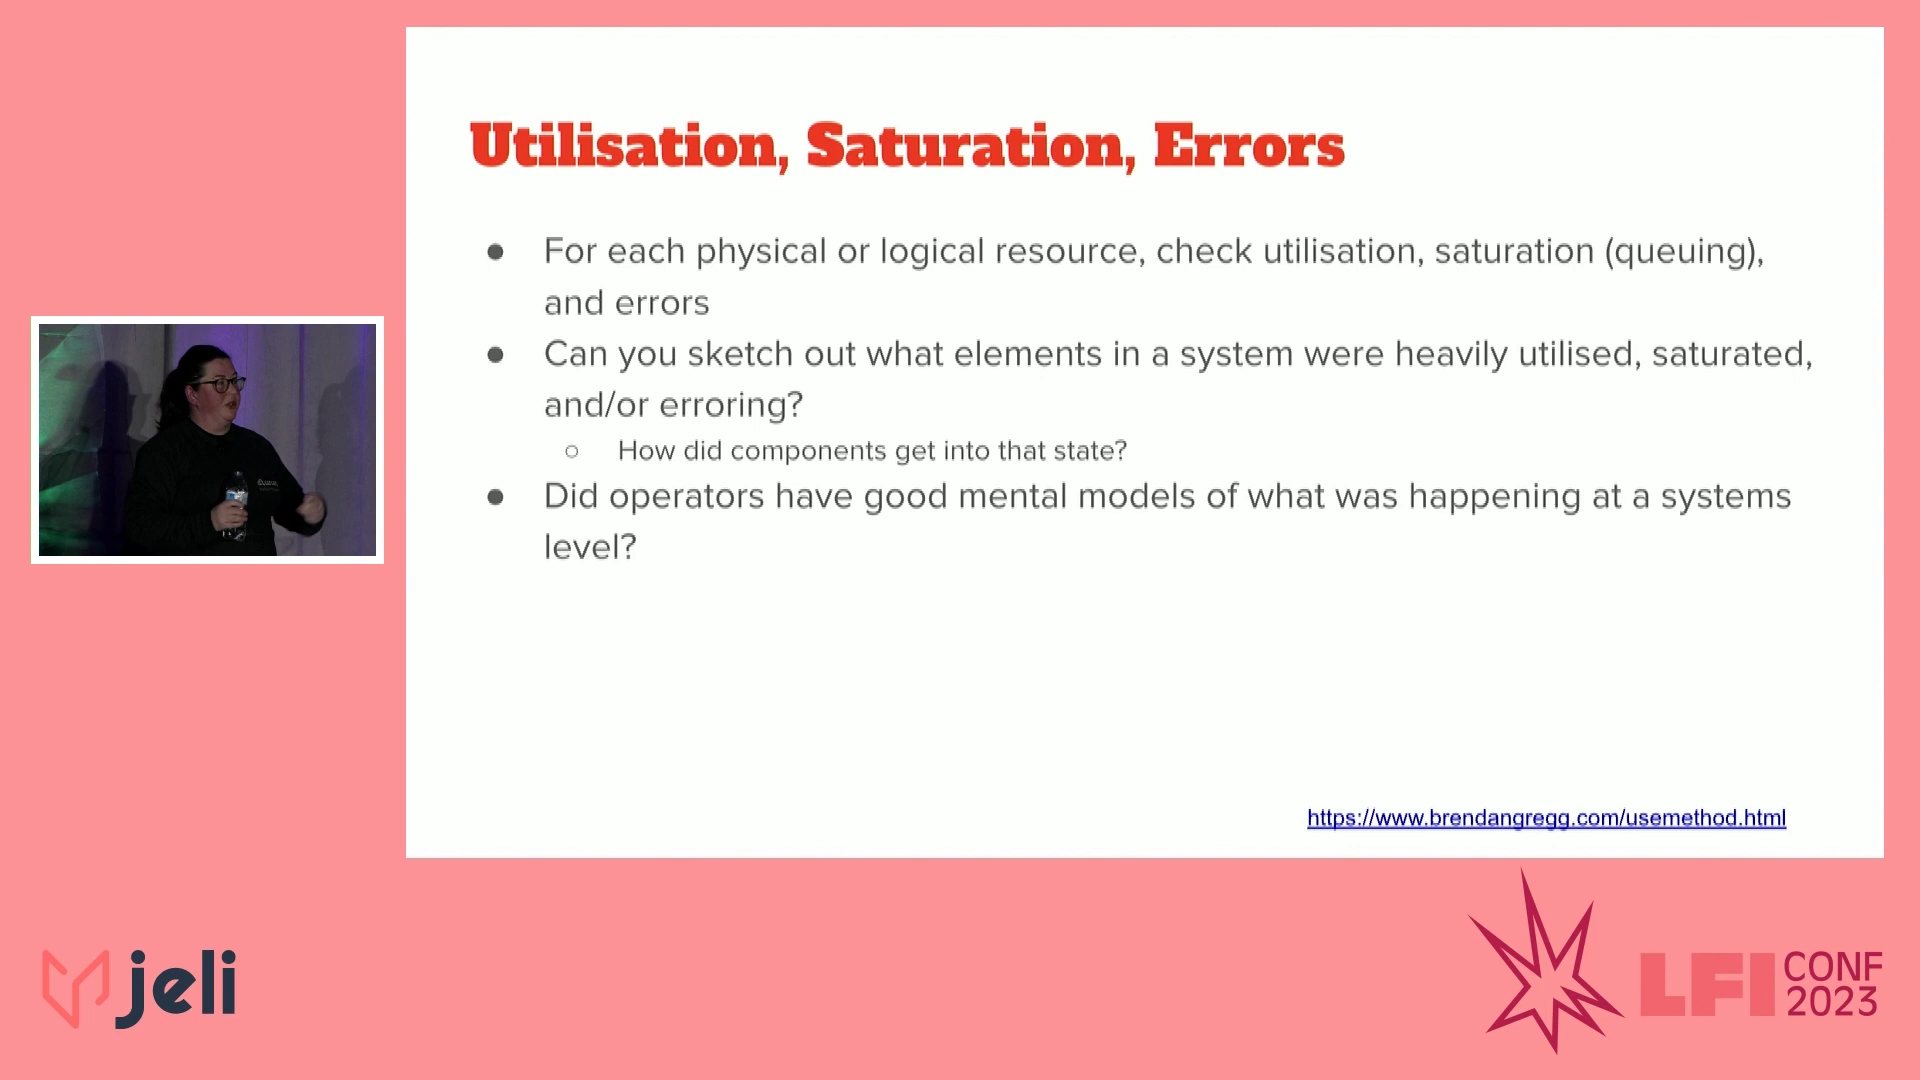 Utilisation, Saturation, Errors
● For each physical or logical resource, check utilisation, saturation (queuing),
and errors
● Can you sketch out what elements in a system were heavily utilised, saturated,
and/or erroring?
○ How did components get into that state?
● Did operators have good mental models of what was happening at a systems
level?
https://www.brendangregg.com/usemethod.html
jeli
LFI CONF
2023